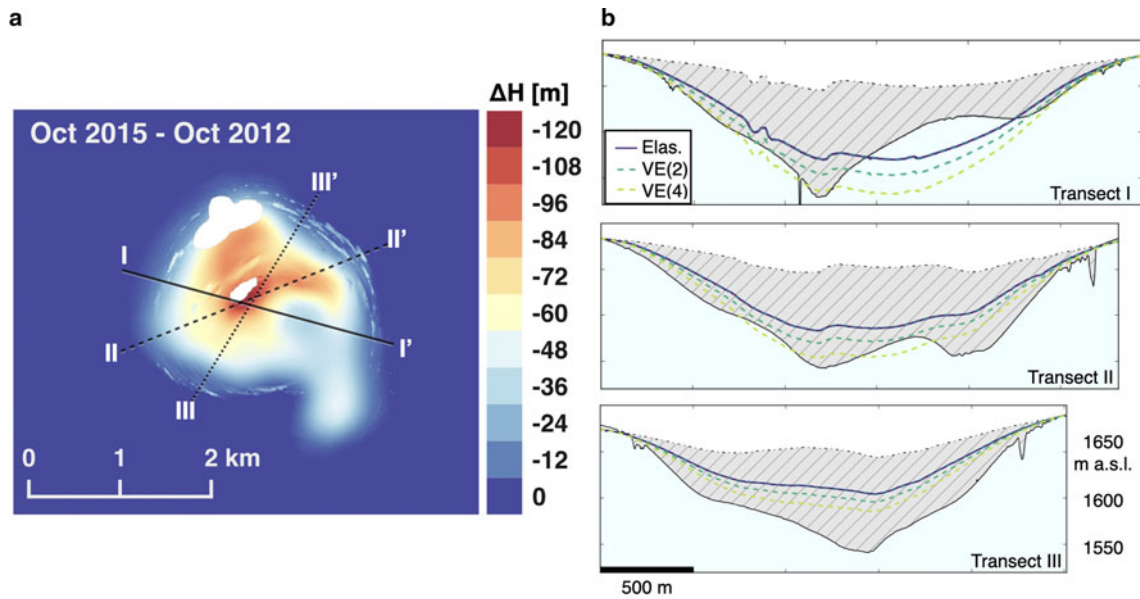 a
Oct 2015 - Oct 2012
ΔH [m]
-120
-108
-96
-84
-72
-60
-48
-36
-24
-12
0
III'
II'
I
I'
II
III
0 1 2 km
b
Elas.
VE(2)
VE(4)
Transect I
Transect II
1650
m a.s.l.
1600
1550
Transect III
500 m